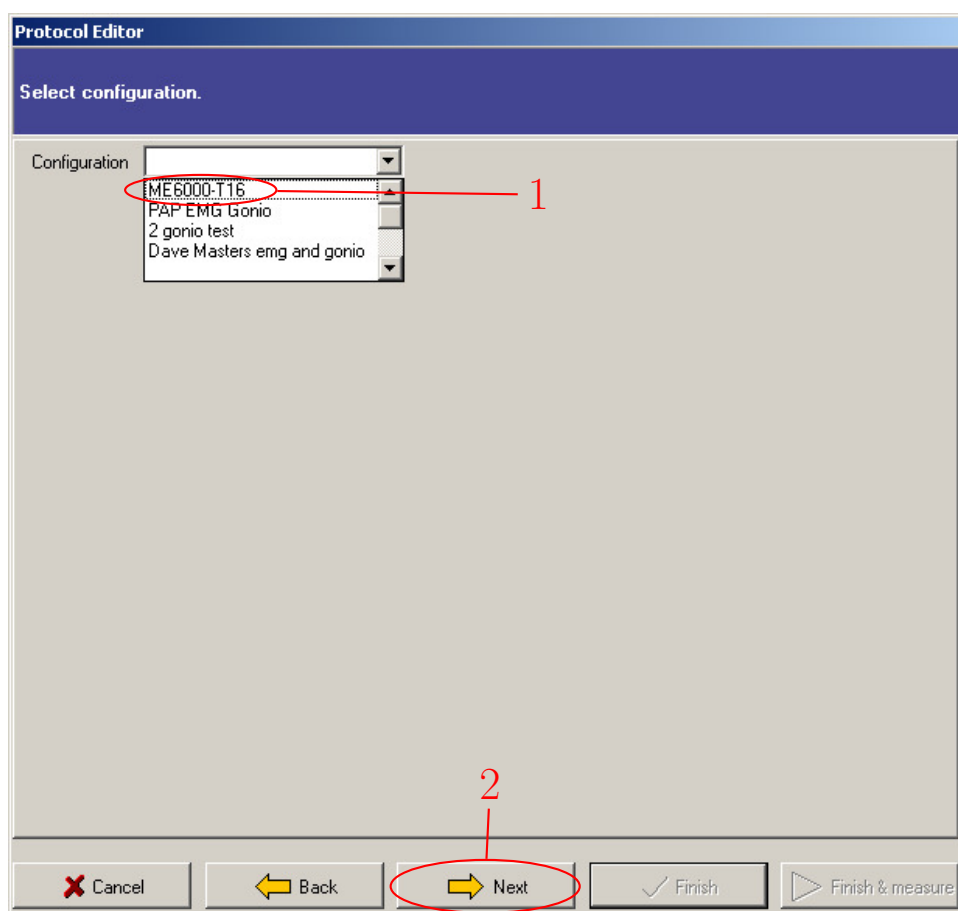 Protocol Editor
Select configuration.
Configuration
ME6000-T16
1
PAP EMG Gonio
2 gonio test
Dave Masters emg and gonio
2
Cancel Back Next Finish Finish & measure